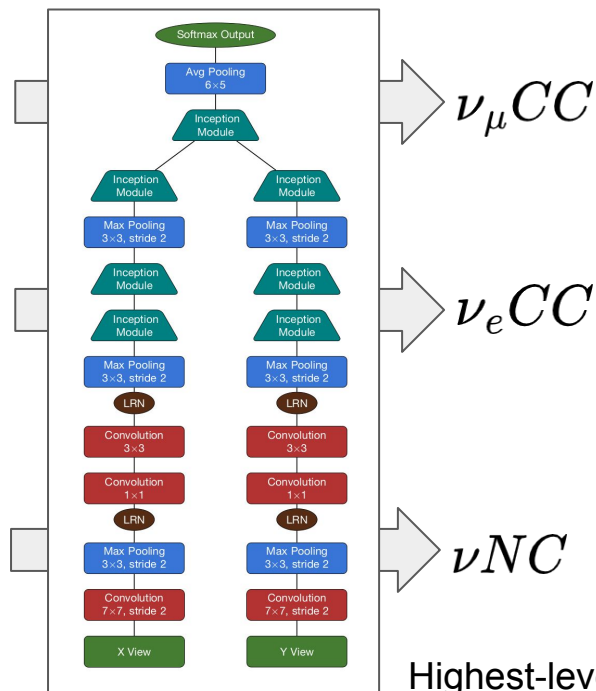 Softmax Output
Avg Pooling
6×5
Inception
Module
Inception
Module
Inception
Module
Max Pooling
3×3, stride 2
Max Pooling
3×3, stride 2
Inception
Module
Inception
Module
Inception
Module
Inception
Module
Max Pooling
3×3, stride 2
Max Pooling
3×3, stride 2
LRN
LRN
Convolution
3×3
Convolution
3×3
Convolution
1×1
Convolution
1×1
LRN
LRN
Max Pooling
3×3, stride 2
Max Pooling
3×3, stride 2
Convolution
7×7, stride 2
Convolution
7×7, stride 2
X View
Y View
νμCC
νeCC
νNC
Highest-leve